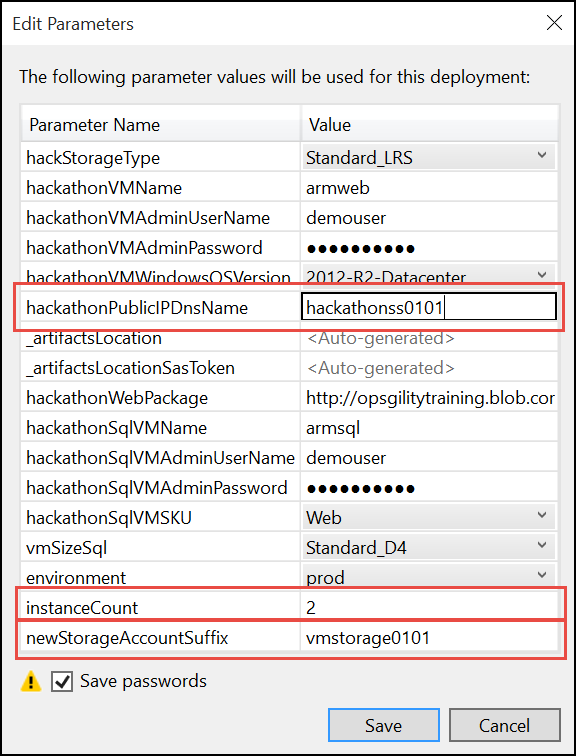 Edit Parameters
The following parameter values will be used for this deployment:
Parameter Name Value
hackStorageType Standard_LRS
hackathonVMName armweb
hackathonVMAdminUserName demouser
hackathonVMAdminPassword ●●●●●●●●●●
hackathonVMWindowsOSVersion 2012-R2-Datacenter
hackathonPublicIPDnsName hackathonss0101
_artifactsLocation <Auto-generated>
_artifactsLocationSasToken <Auto-generated>
hackathonWebPackage http://opsgilitytraining.blob.cor
hackathonSqlVMName armsql
hackathonSqlVMAdminUserName demouser
hackathonSqlVMAdminPassword ●●●●●●●●●●
hackathonSqlVMSKU Web
vmSizeSql Standard_D4
environment prod
instanceCount 2
newStorageAccountSuffix vmstorage0101
Save passwords
Save Cancel